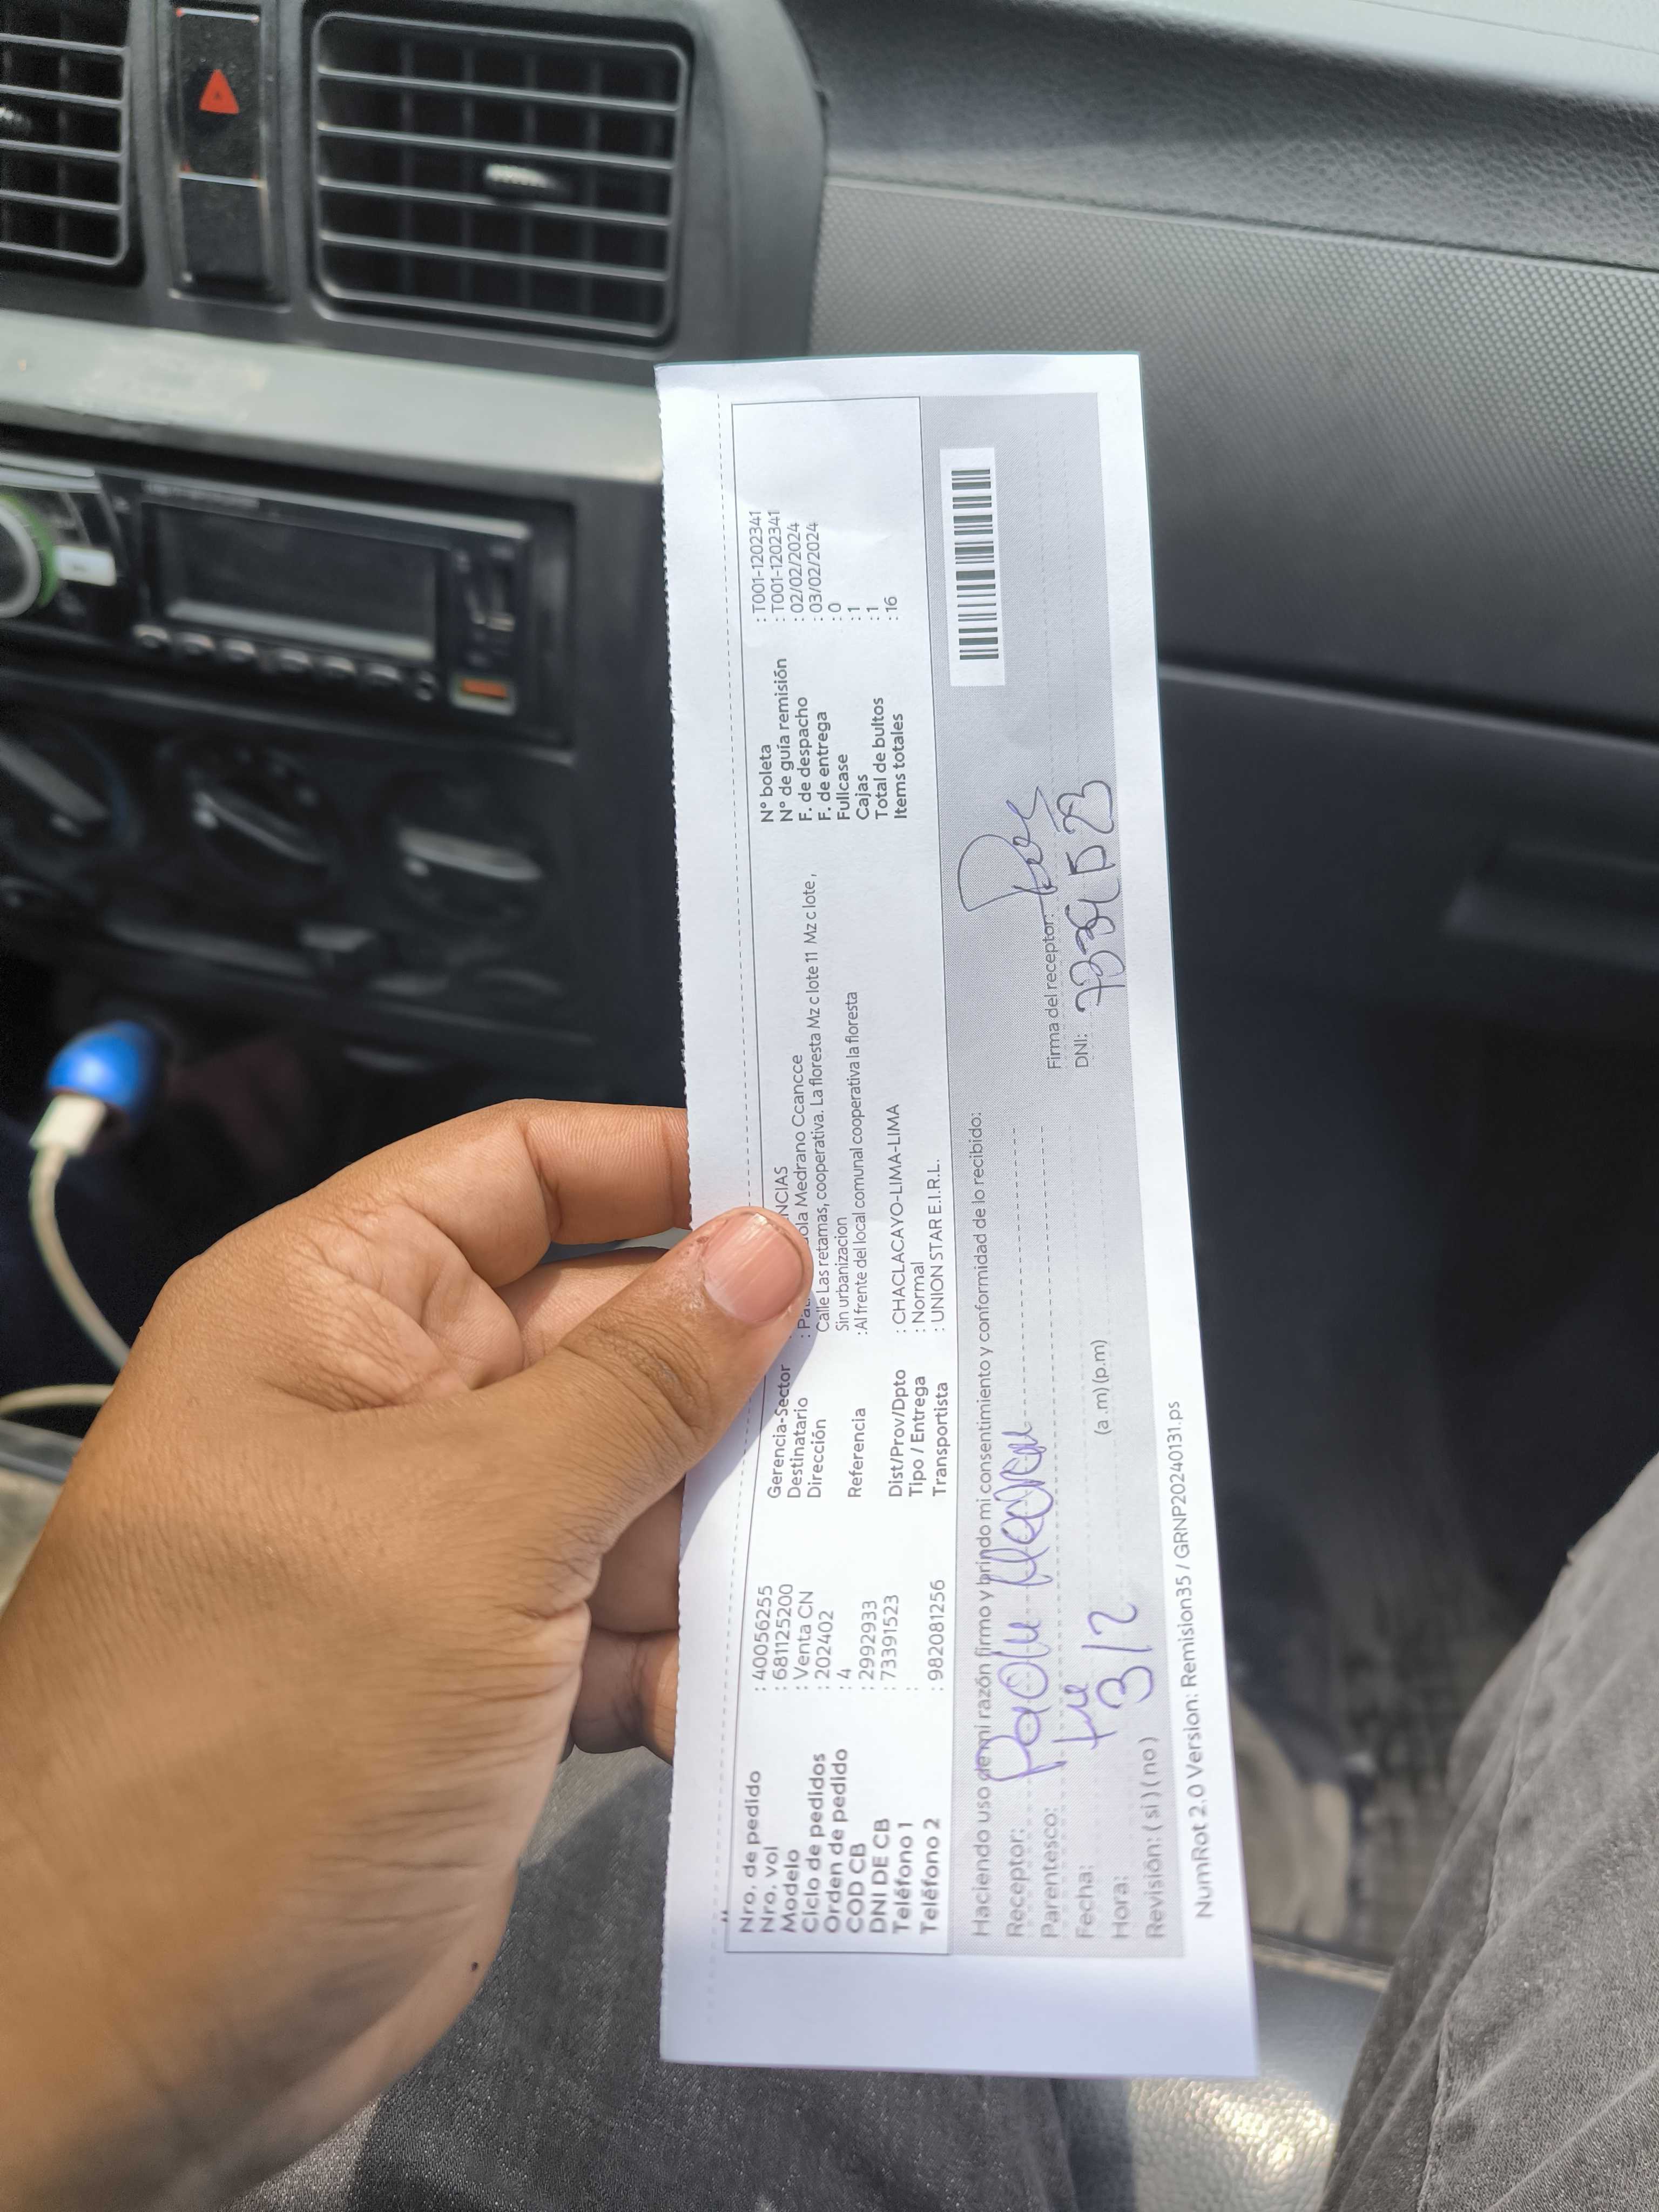 Nro. de pedido : 40056255
Nro. vol : 681125200
Modelo : Venta CN
Ciclo de pedidos : 202402
Orden de pedido : 4
COD CB : 2992933
DNI DE CB : 73391523
Teléfono 1 :
Teléfono 2 : 982081256
Gerencia-Sector NCIAS
Destinatario : Medrano Ccancce
Dirección Calle Las retamas, cooperativa. La floresta Mz c lote 11 Mz c lote ,
Sin urbanizacion
Referencia : Al frente del local comunal cooperativa la floresta
Dist/Prov/Dpto : CHACLACAYO-LIMA-LIMA
Tipo / Entrega : Normal
Transportista : UNION STAR E.I.R.L.
N° boleta : T001-1202341
N° de guía remisión : T001-1202341
F. de despacho : 02/02/2024
F. de entrega : 03/02/2024
Fullcase : 0
Cajas : 1
Total de bultos : 1
Items totales : 16
Haciendo uso de mi razón firmo y brindo mi consentimiento y conformidad de lo recibido:
Receptor:
Parentesco:
Fecha: 3/2
Hora: (a .m) (p.m)
Revisión: ( si ) ( no )
Firma del receptor:
DNI: 73391523
NumRot 2.0 Version: Remision35 / GRNP20240131.ps